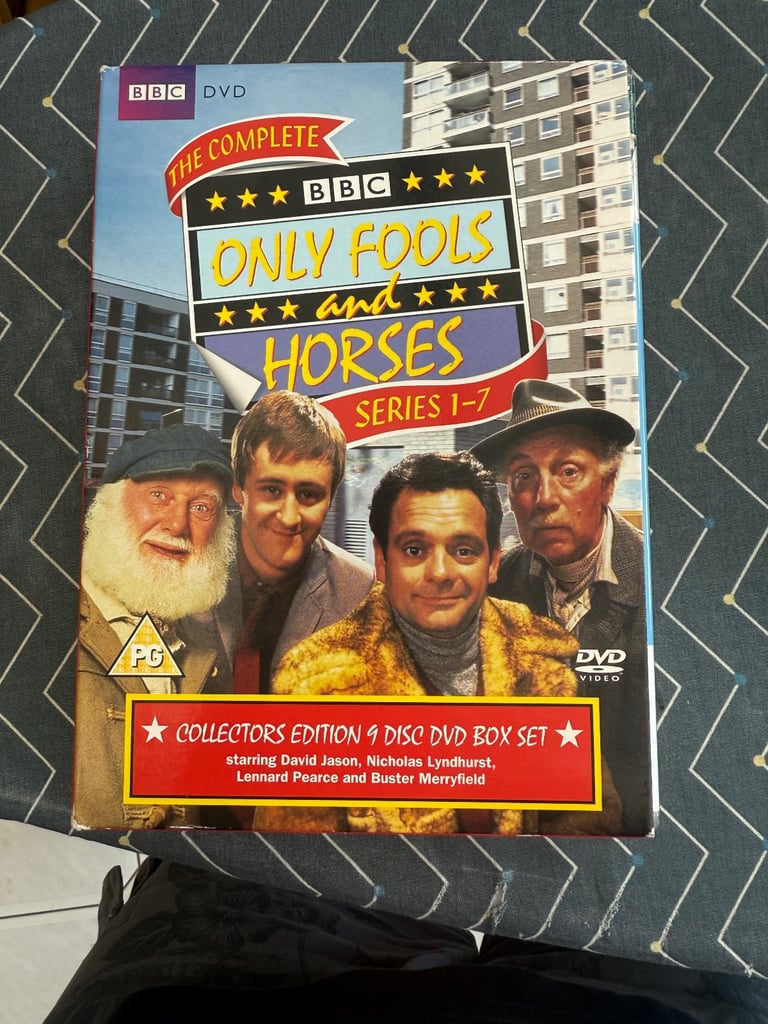 BBC DVD
THE COMPLETE
BBC
ONLY FOOLS
and
HORSES
SERIES 1-7
PG
DVD
VIDEO
COLLECTORS EDITION 9 DISC DVD BOX SET
starring David Jason, Nicholas Lyndhurst,
Lennard Pearce and Buster Merryfield